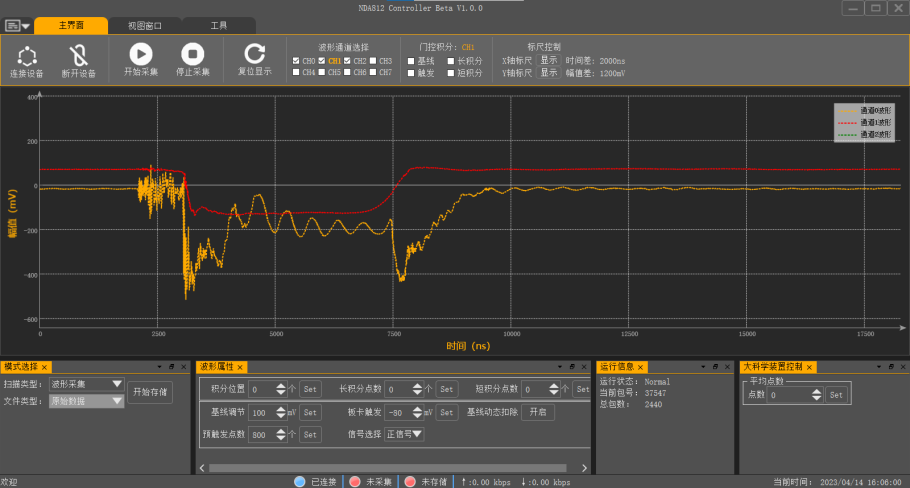 NDA812 Controller Beta V1.0.0
主界面 视图窗口 工具
波形通道选择 门控积分: CH1 标尺控制
CH0 CH1 CH2 CH3 基线 长积分 X轴标尺 显示 时间差: 2000ns
连接设备 断开设备 开始采集 停止采集 复位显示 CH4 CH5 CH6 CH7 触发 短积分 Y轴标尺 显示 幅值差: 1200mV
400
通道0波形
通道1波形
通道2波形
200
0
幅值 (mV)
-200
-400
-600
0 2500 5000 7500 10000 12500 15000 17500
时间 (ns)
模式选择 ×
扫描类型: 波形采集
文件类型: 原始数据
开始存储
波形属性 ×
积分位置 0 个 Set 长积分点数 0 个 Set 短积分点数 0 个 Set
基线调节 100 mV Set 板卡触发 -80 mV Set 基线动态扣除 开启
预触发点数 800 个 Set 信号选择 正信号
运行信息 ×
运行状态: Normal
当前包号: 37547
总包数: 2440
大科学装置控制 ×
平均点数
点数 0 Set
欢迎 已连接 未采集 未存储 ↑:0.00 kbps ↓:0.00 kbps 当前时间: 2023/04/14 16:06:00